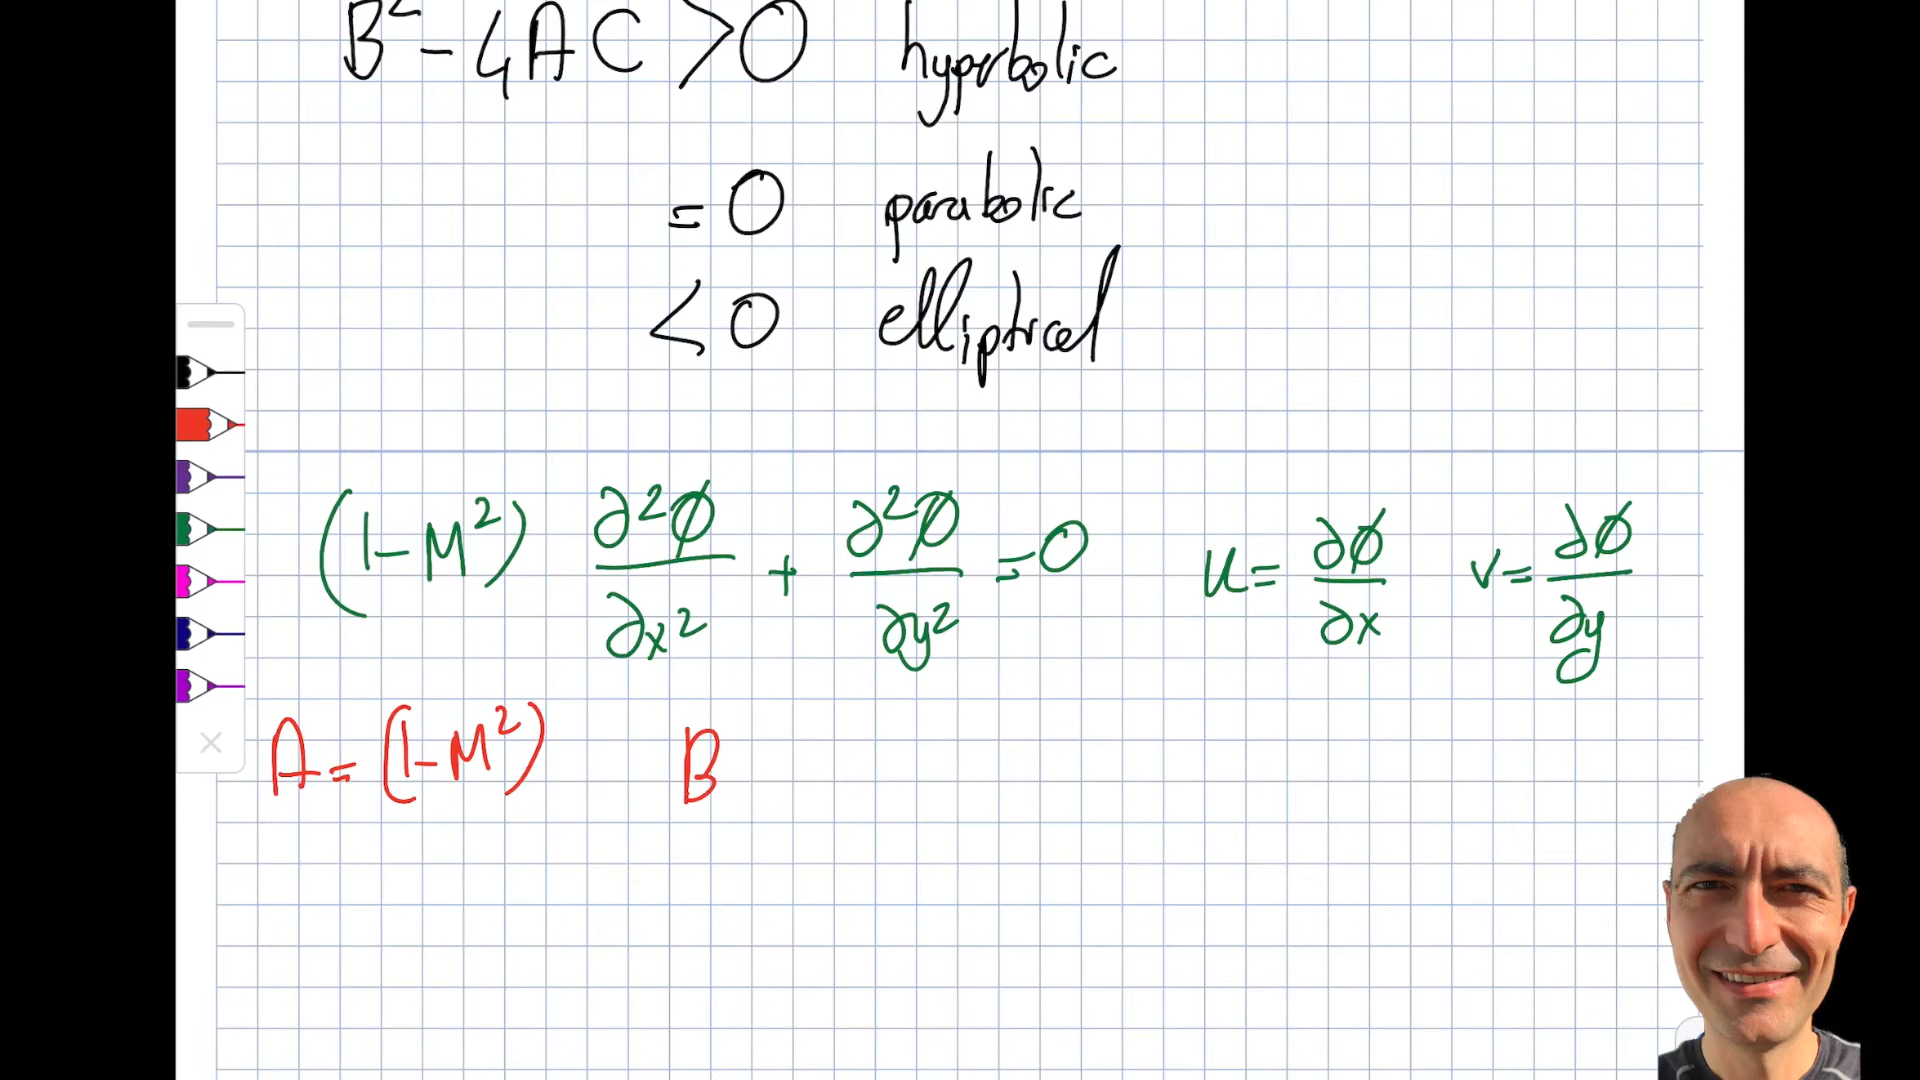 B² - 4AC > 0 hyperbolic
= 0 parabolic
< 0 elliptical
(1-M²) ∂²ϕ/∂x² + ∂²ϕ/∂y² = 0 u = ∂ϕ/∂x v = ∂ϕ/∂y
A = (1-M²) B